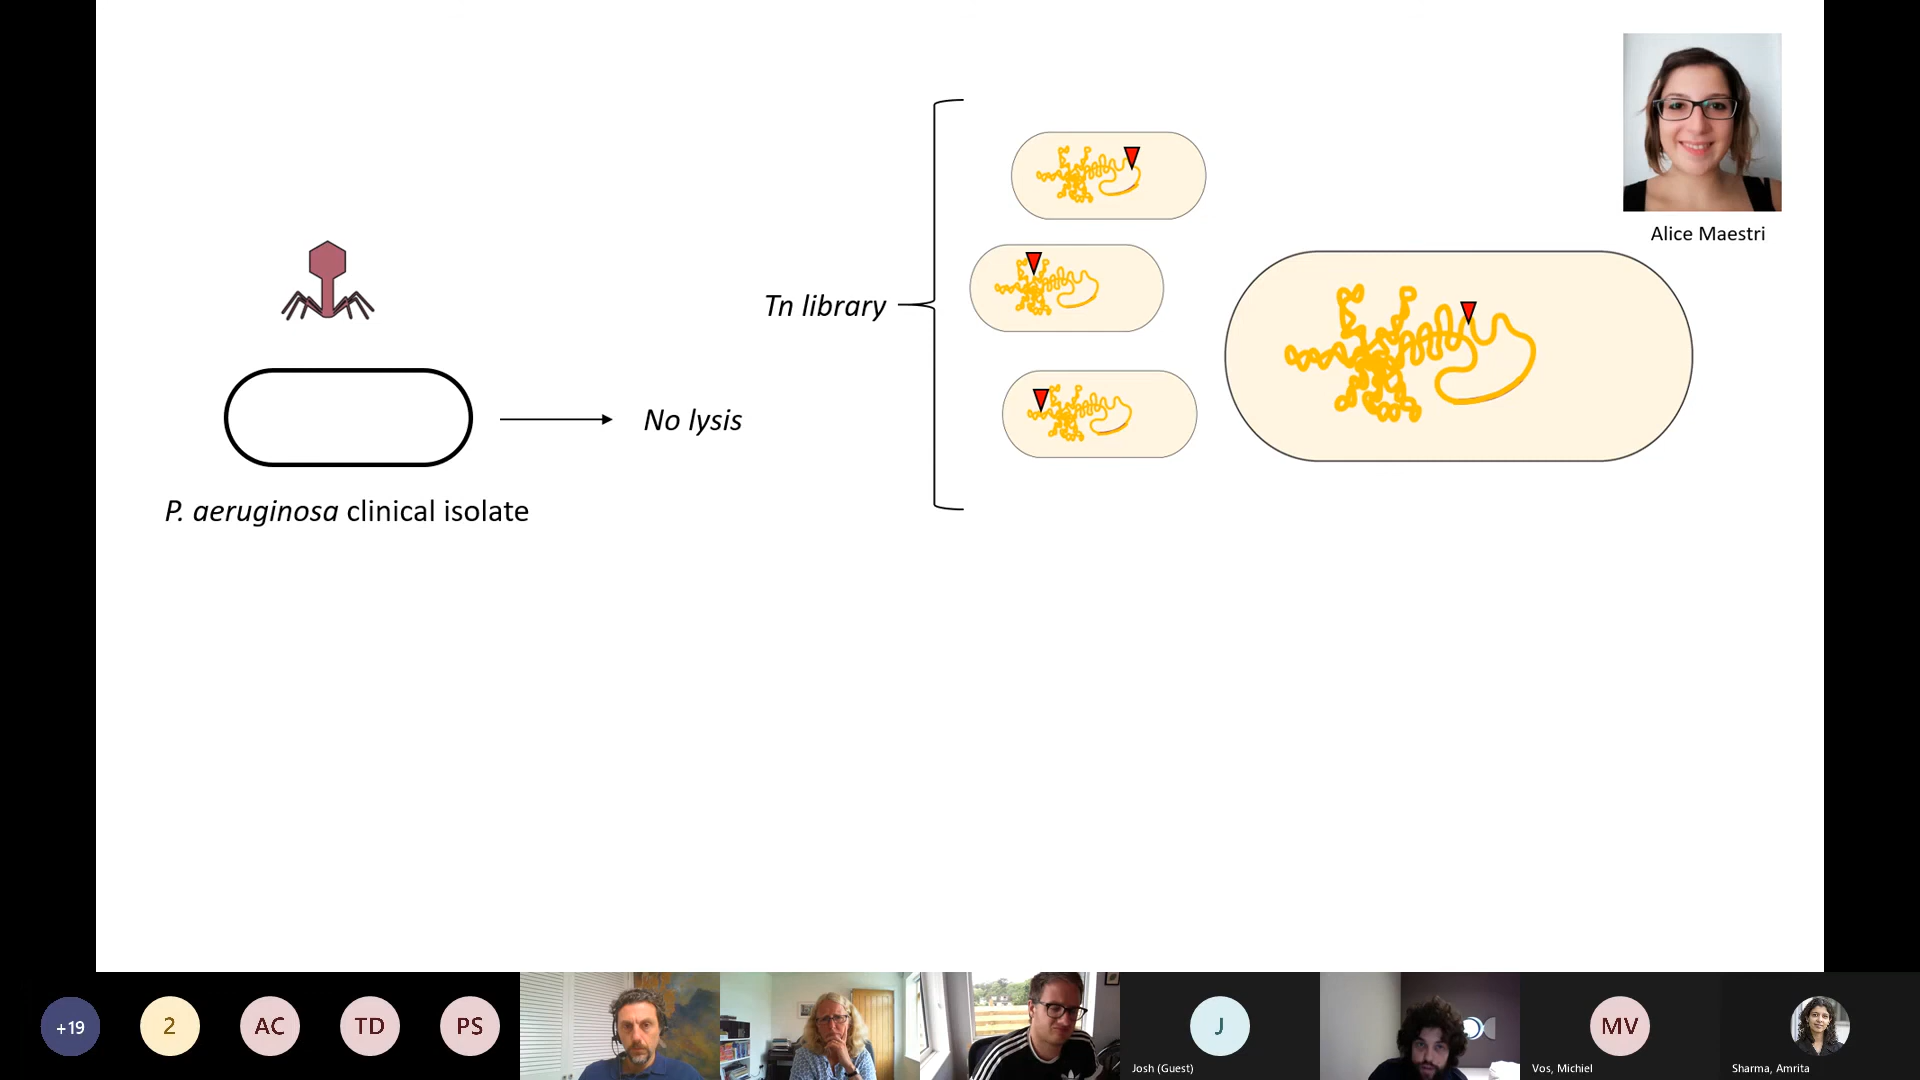 Alice Maestri
Tn library
No lysis
P. aeruginosa clinical isolate
+19
2
AC
TD
PS
J
Josh (Guest)
MV
Vos, Michiel
Sharma, Amrita